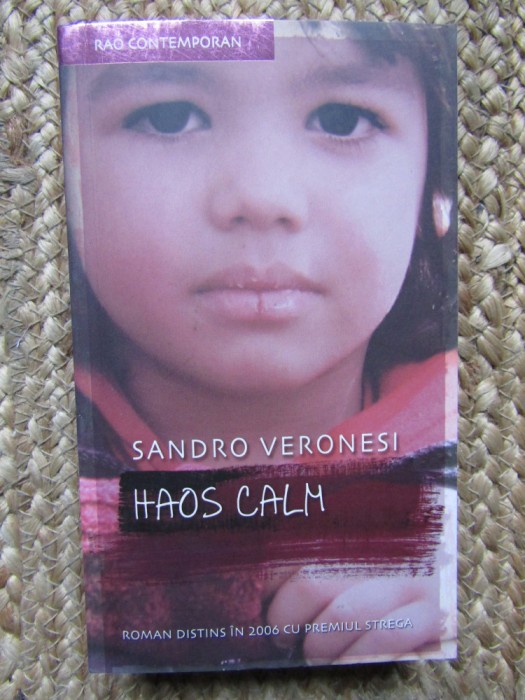 RAO CONTEMPORAN
SANDRO VERONESI
HAOS CALM
ROMAN DISTINS ÎN 2006 CU PREMIUL STREGA